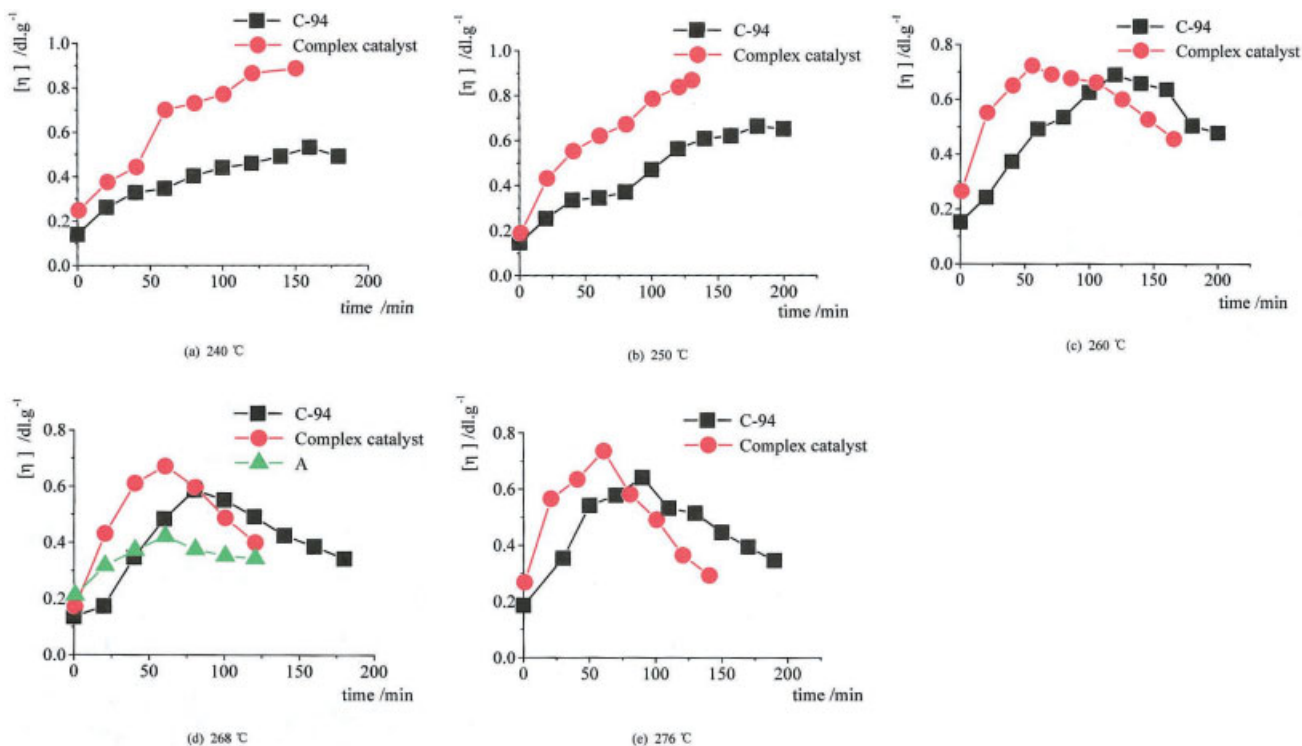 C-94
Complex catalyst
[η] /dl.g-1
1.0
0.8
0.6
0.4
0.2
0.0
0 50 100 150 200
time /min
(a) 240 ℃
C-94
Complex catalyst
[η] /dl.g-1
1.0
0.8
0.6
0.4
0.2
0.0
0 50 100 150 200
time /min
(b) 250 ℃
C-94
Complex catalyst
[η] /dl.g-1
0.8
0.6
0.4
0.2
0.0
0 50 100 150 200
time /min
(c) 260 ℃
C-94
Complex catalyst
A
[η] /dl.g-1
0.8
0.6
0.4
0.2
0.0
0 50 100 150 200
time /min
(d) 268 ℃
C-94
Complex catalyst
[η] /dl.g-1
0.8
0.6
0.4
0.2
0.0
0 50 100 150 200
time /min
(e) 276 ℃